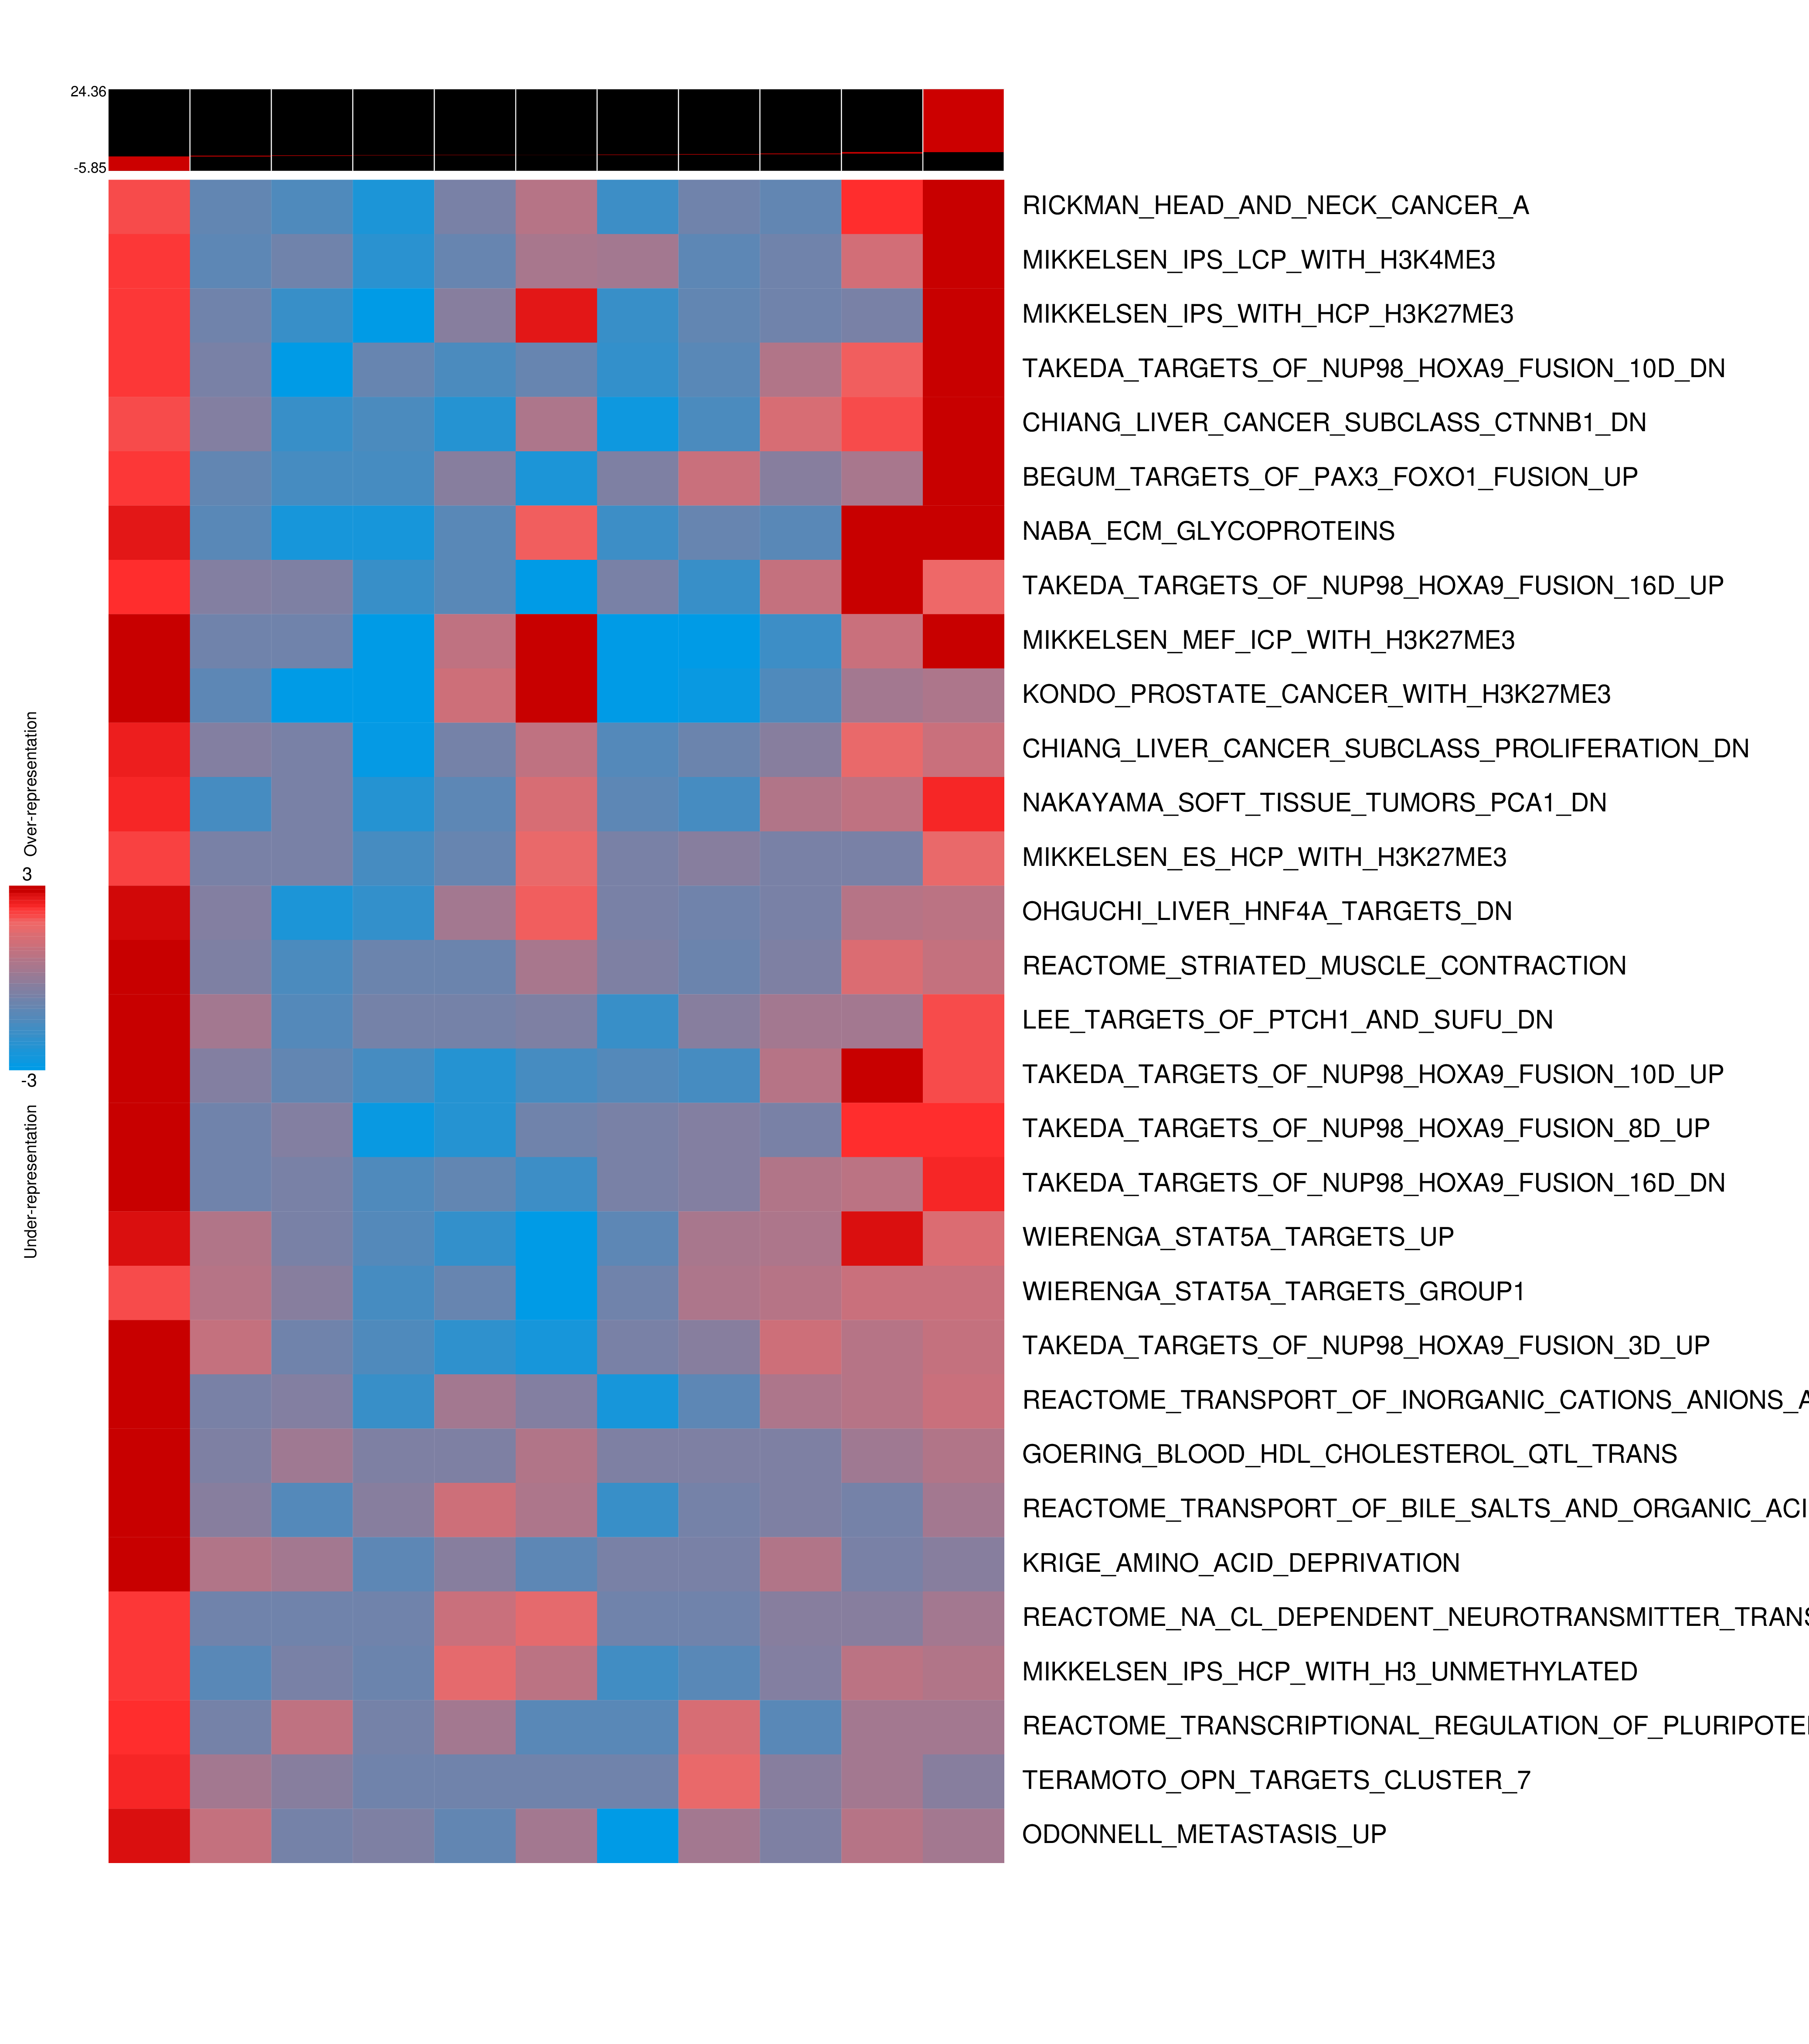 24.36
-5.85
RICKMAN_HEAD_AND_NECK_CANCER_A
MIKKELSEN_IPS_LCP_WITH_H3K4ME3
MIKKELSEN_IPS_WITH_HCP_H3K27ME3
TAKEDA_TARGETS_OF_NUP98_HOXA9_FUSION_10D_DN
CHIANG_LIVER_CANCER_SUBCLASS_CTNNB1_DN
BEGUM_TARGETS_OF_PAX3_FOXO1_FUSION_UP
NABA_ECM_GLYCOPROTEINS
TAKEDA_TARGETS_OF_NUP98_HOXA9_FUSION_16D_UP
MIKKELSEN_MEF_ICP_WITH_H3K27ME3
KONDO_PROSTATE_CANCER_WITH_H3K27ME3
CHIANG_LIVER_CANCER_SUBCLASS_PROLIFERATION_DN
NAKAYAMA_SOFT_TISSUE_TUMORS_PCA1_DN
MIKKELSEN_ES_HCP_WITH_H3K27ME3
OHGUCHI_LIVER_HNF4A_TARGETS_DN
REACTOME_STRIATED_MUSCLE_CONTRACTION
LEE_TARGETS_OF_PTCH1_AND_SUFU_DN
TAKEDA_TARGETS_OF_NUP98_HOXA9_FUSION_10D_UP
TAKEDA_TARGETS_OF_NUP98_HOXA9_FUSION_8D_UP
TAKEDA_TARGETS_OF_NUP98_HOXA9_FUSION_16D_DN
WIERENGA_STAT5A_TARGETS_UP
WIERENGA_STAT5A_TARGETS_GROUP1
TAKEDA_TARGETS_OF_NUP98_HOXA9_FUSION_3D_UP
REACTOME_TRANSPORT_OF_INORGANIC_CATIONS_ANIONS_A
GOERING_BLOOD_HDL_CHOLESTEROL_QTL_TRANS
REACTOME_TRANSPORT_OF_BILE_SALTS_AND_ORGANIC_ACI
KRIGE_AMINO_ACID_DEPRIVATION
REACTOME_NA_CL_DEPENDENT_NEUROTRANSMITTER_TRANS
MIKKELSEN_IPS_HCP_WITH_H3_UNMETHYLATED
REACTOME_TRANSCRIPTIONAL_REGULATION_OF_PLURIPOTE
TERAMOTO_OPN_TARGETS_CLUSTER_7
ODONNELL_METASTASIS_UP
Over-representation
3
-3
Under-representation